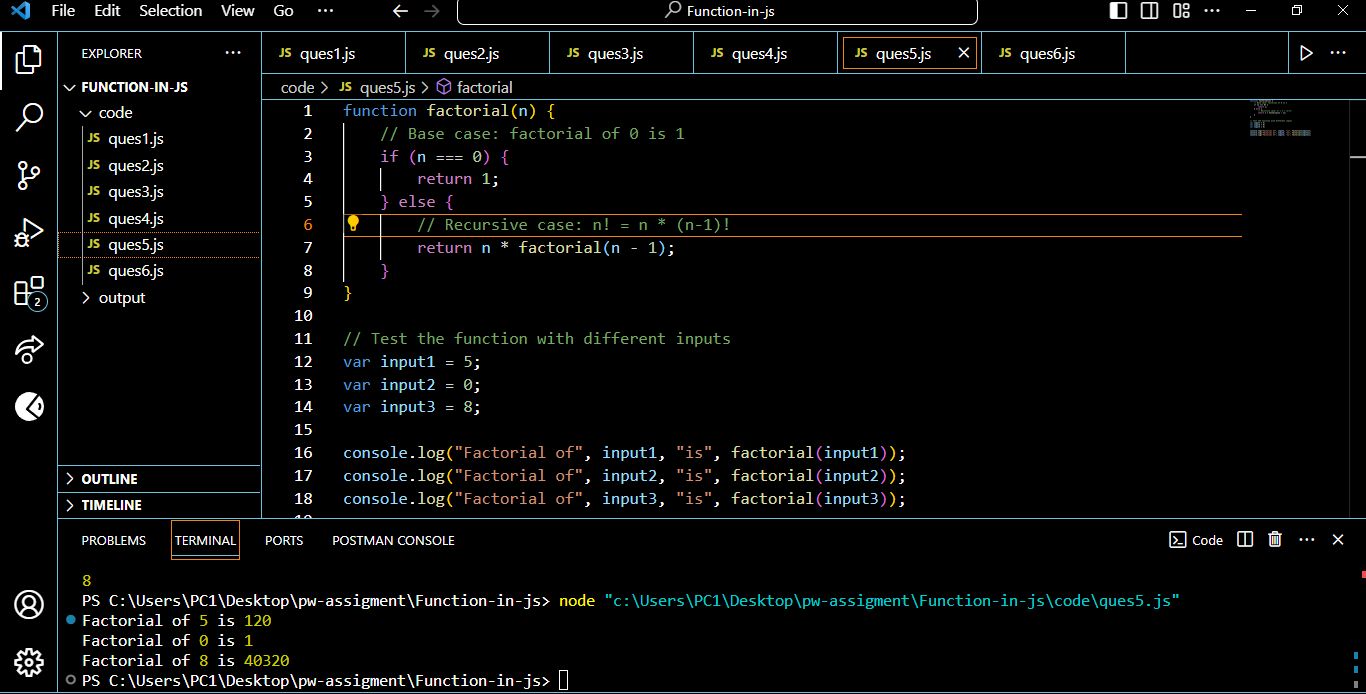 File Edit Selection View Go ··· Function-in-js
EXPLORER ···
FUNCTION-IN-JS
code
JS ques1.js
JS ques2.js
JS ques3.js
JS ques4.js
JS ques5.js
JS ques6.js
output
OUTLINE
TIMELINE
2
JS ques1.js JS ques2.js JS ques3.js JS ques4.js JS ques5.js JS ques6.js
code > JS ques5.js > factorial
1 function factorial(n) {
2 // Base case: factorial of 0 is 1
3 if (n === 0) {
4 return 1;
5 } else {
6 // Recursive case: n! = n * (n-1)!
7 return n * factorial(n - 1);
8 }
9 }
10
11 // Test the function with different inputs
12 var input1 = 5;
13 var input2 = 0;
14 var input3 = 8;
15
16 console.log("Factorial of", input1, "is", factorial(input1));
17 console.log("Factorial of", input2, "is", factorial(input2));
18 console.log("Factorial of", input3, "is", factorial(input3));
PROBLEMS TERMINAL PORTS POSTMAN CONSOLE Code
8
PS C:\Users\PC1\Desktop\pw-assigment\Function-in-js> node "c:\Users\PC1\Desktop\pw-assigment\Function-in-js\code\ques5.js"
Factorial of 5 is 120
Factorial of 0 is 1
Factorial of 8 is 40320
PS C:\Users\PC1\Desktop\pw-assigment\Function-in-js>